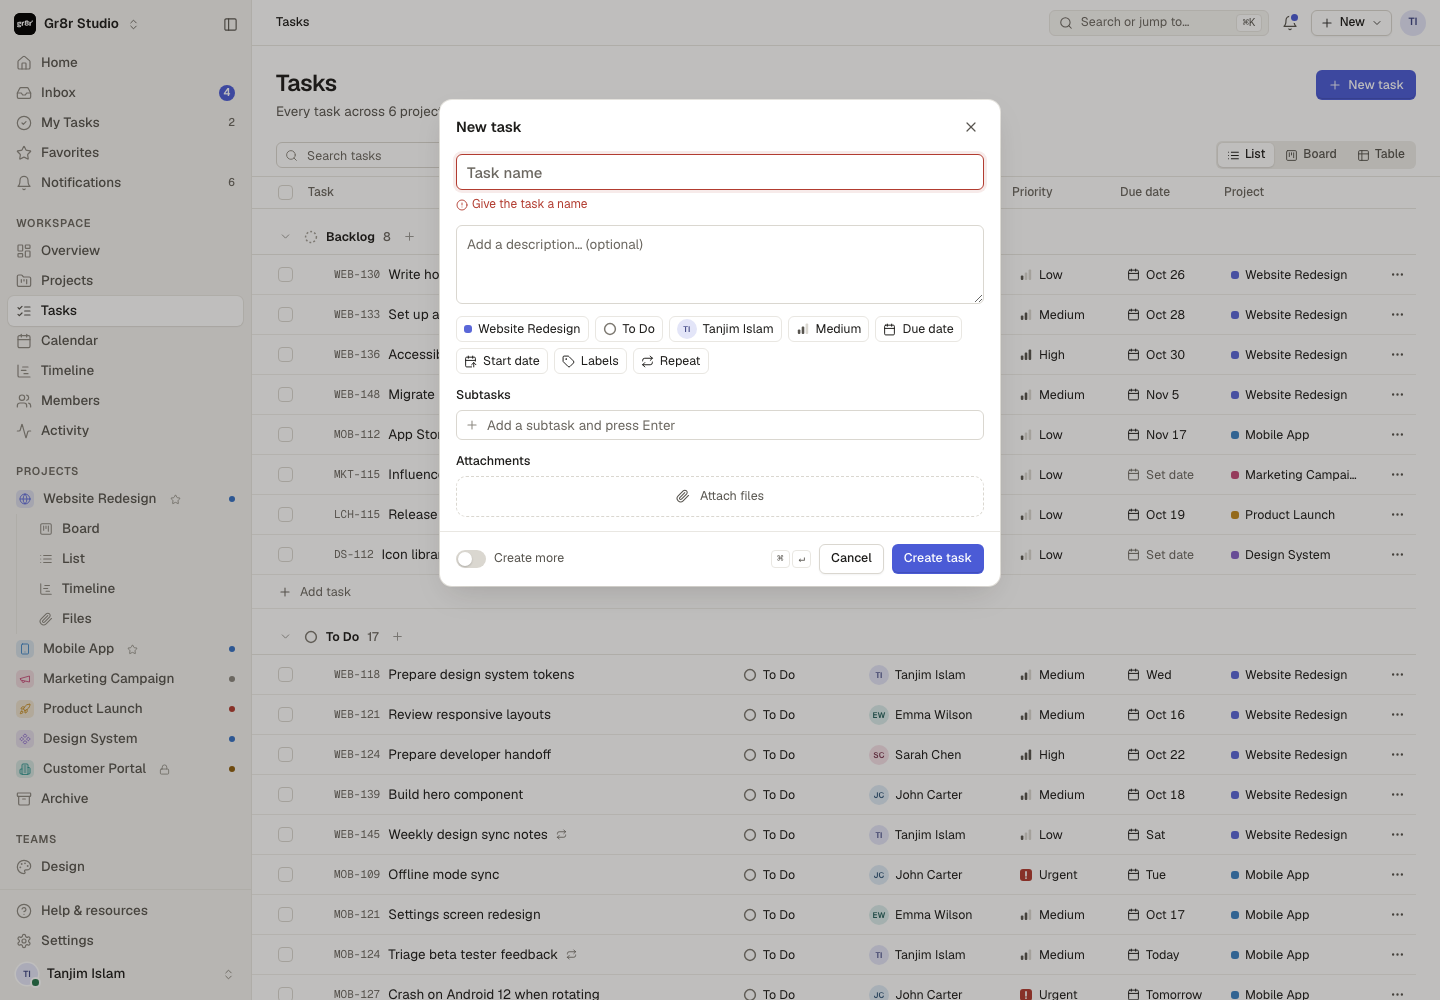 gr8r Gr8r Studio
Home
Inbox 4
My Tasks 2
Favorites
Notifications 6
WORKSPACE
Overview
Projects
Tasks
Calendar
Timeline
Members
Activity
PROJECTS
Website Redesign
Board
List
Timeline
Files
Mobile App
Marketing Campaign
Product Launch
Design System
Customer Portal
Archive
TEAMS
Design
Help & resources
Settings
TI Tanjim Islam
Tasks
Search or jump to… ⌘K
New
TI
Tasks
Every task across 6 project
New task
Search tasks
List Board Table
Task Priority Due date Project
Backlog 8
WEB-130 Write ho Low Oct 26 Website Redesign
WEB-133 Set up a Medium Oct 28 Website Redesign
WEB-136 Accessib High Oct 30 Website Redesign
WEB-148 Migrate Medium Nov 5 Website Redesign
MOB-112 App Stor Low Nov 17 Mobile App
MKT-115 Influence Low Set date Marketing Campai…
LCH-115 Release Low Oct 19 Product Launch
DS-112 Icon librar Low Set date Design System
Add task
To Do 17
WEB-118 Prepare design system tokens To Do TI Tanjim Islam Medium Wed Website Redesign
WEB-121 Review responsive layouts To Do EW Emma Wilson Medium Oct 16 Website Redesign
WEB-124 Prepare developer handoff To Do SC Sarah Chen High Oct 22 Website Redesign
WEB-139 Build hero component To Do JC John Carter Medium Oct 18 Website Redesign
WEB-145 Weekly design sync notes To Do TI Tanjim Islam Low Sat Website Redesign
MOB-109 Offline mode sync To Do JC John Carter Urgent Tue Mobile App
MOB-121 Settings screen redesign To Do EW Emma Wilson Medium Oct 17 Mobile App
MOB-124 Triage beta tester feedback To Do TI Tanjim Islam Medium Today Mobile App
MOB-127 Crash on Android 12 when rotating To Do JC John Carter Urgent Tomorrow Mobile App
New task
Task name
Give the task a name
Add a description… (optional)
Website Redesign To Do TI Tanjim Islam Medium Due date
Start date Labels Repeat
Subtasks
Add a subtask and press Enter
Attachments
Attach files
Create more ⌘ ↵ Cancel Create task